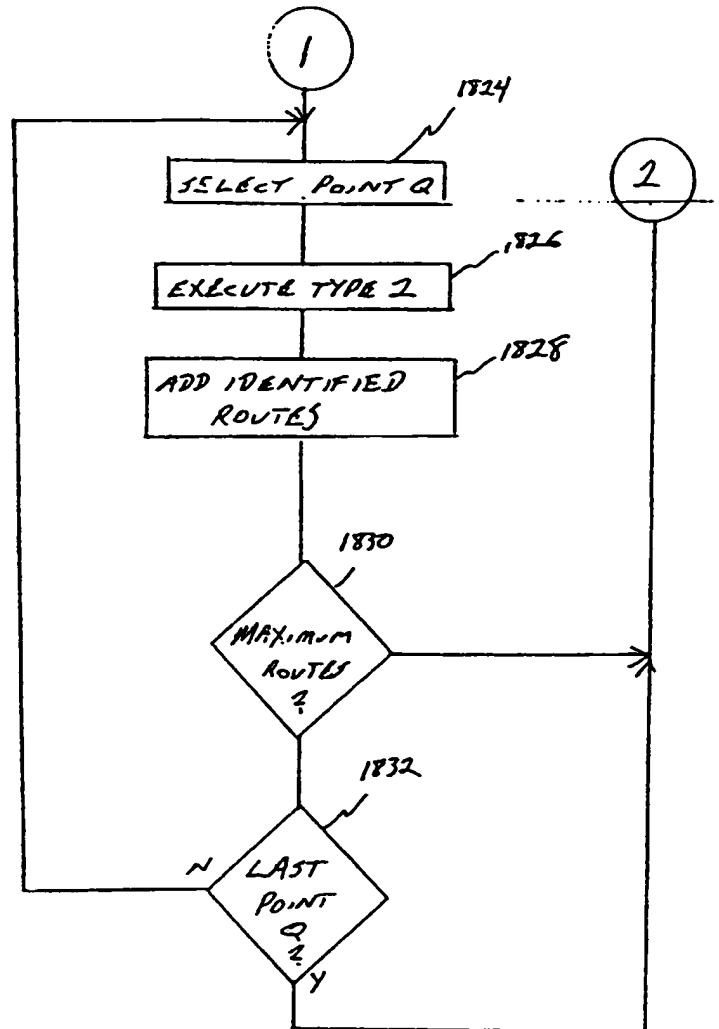 1
1824
SELECT POINT Q
2
1826
EXECUTE TYPE 2
1828
ADD IDENTIFIED
ROUTES
1830
MAXIMUM
ROUTES
?
1832
N
LAST
POINT
Q
?
Y